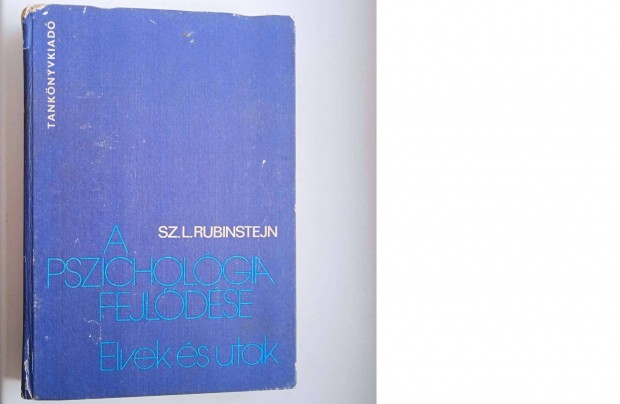 TANKÖNYVKIADÓ
SZ.L.RUBINSTEJN
A
PSZICHOLÓGIA
FEJLŐDÉSE
Elvek és utak